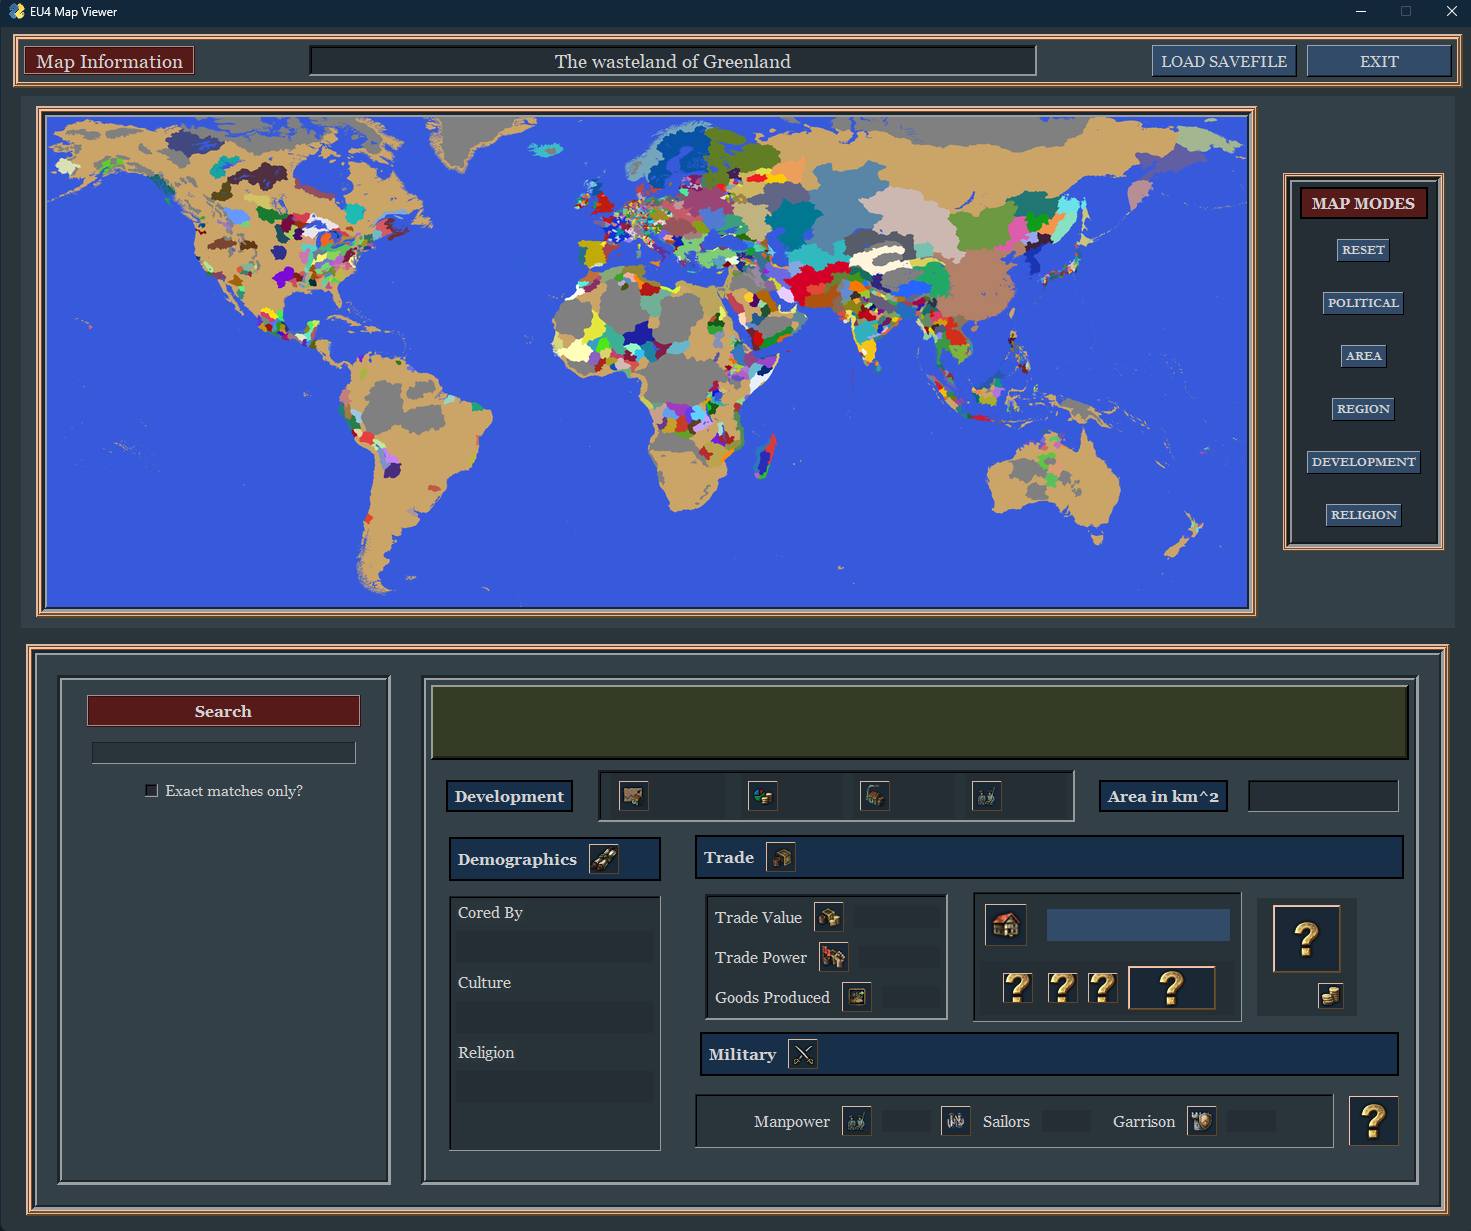 EU4 Map Viewer
Map Information
The wasteland of Greenland
LOAD SAVEFILE
EXIT
MAP MODES
RESET
POLITICAL
AREA
REGION
DEVELOPMENT
RELIGION
Search
Exact matches only?
Development
Area in km^2
Demographics
Trade
Cored By
Culture
Religion
Trade Value
Trade Power
Goods Produced
?
? ? ? ?
Military
Manpower
Sailors
Garrison
?